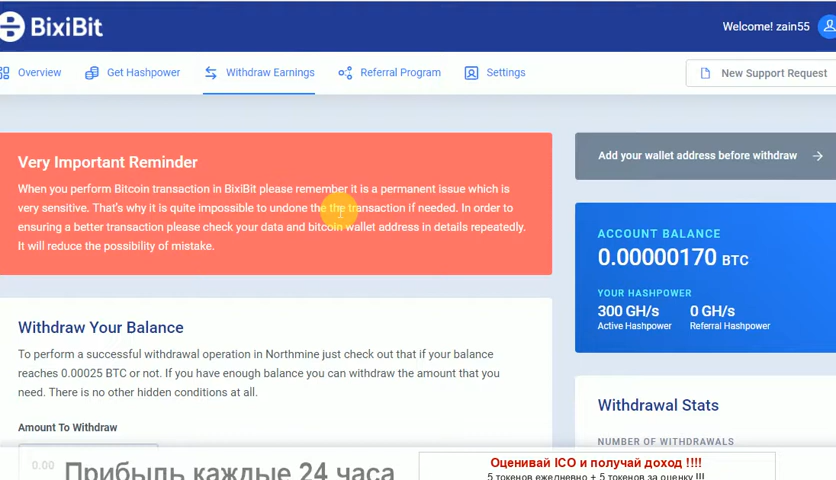 BixiBit
Welcome! zain55
Overview
Get Hashpower
Withdraw Earnings
Referral Program
Settings
New Support Request
Very Important Reminder
When you perform Bitcoin transaction in BixiBit please remember it is a permanent issue which is
very sensitive. That's why it is quite impossible to undone the the transaction if needed. In order to
ensuring a better transaction please check your data and bitcoin wallet address in details repeatedly.
It will reduce the possibility of mistake.
Add your wallet address before withdraw
ACCOUNT BALANCE
0.00000170 BTC
YOUR HASHPOWER
300 GH/s
0 GH/s
Active Hashpower
Referral Hashpower
Withdraw Your Balance
To perform a successful withdrawal operation in Northmine just check out that if your balance
reaches 0.00025 BTC or not. If you have enough balance you can withdraw the amount that you
need. There is no other hidden conditions at all.
Amount To Withdraw
0.00
Withdrawal Stats
NUMBER OF WITHDRAWALS
Прибыль каждые 24 часа
Оценивай ICO и получай доход !!!!
5 токенов ежедневно + 5 токенов за оценку !!!